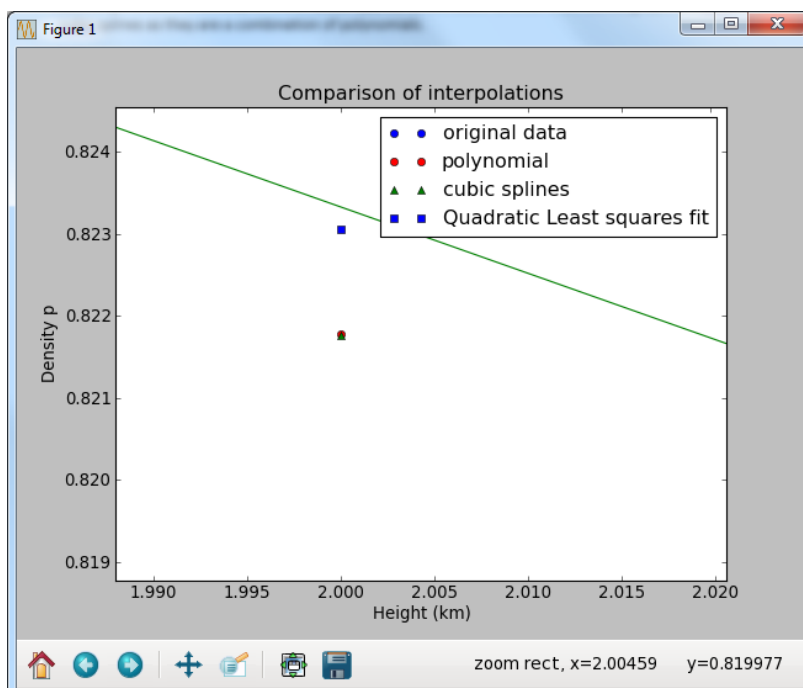 Figure 1
Comparison of interpolations
original data
polynomial
cubic splines
Quadratic Least squares fit
0.824
0.823
0.822
0.821
0.820
0.819
Density p
1.990
1.995
2.000
2.005
2.010
2.015
2.020
Height (km)
zoom rect, x=2.00459 y=0.819977